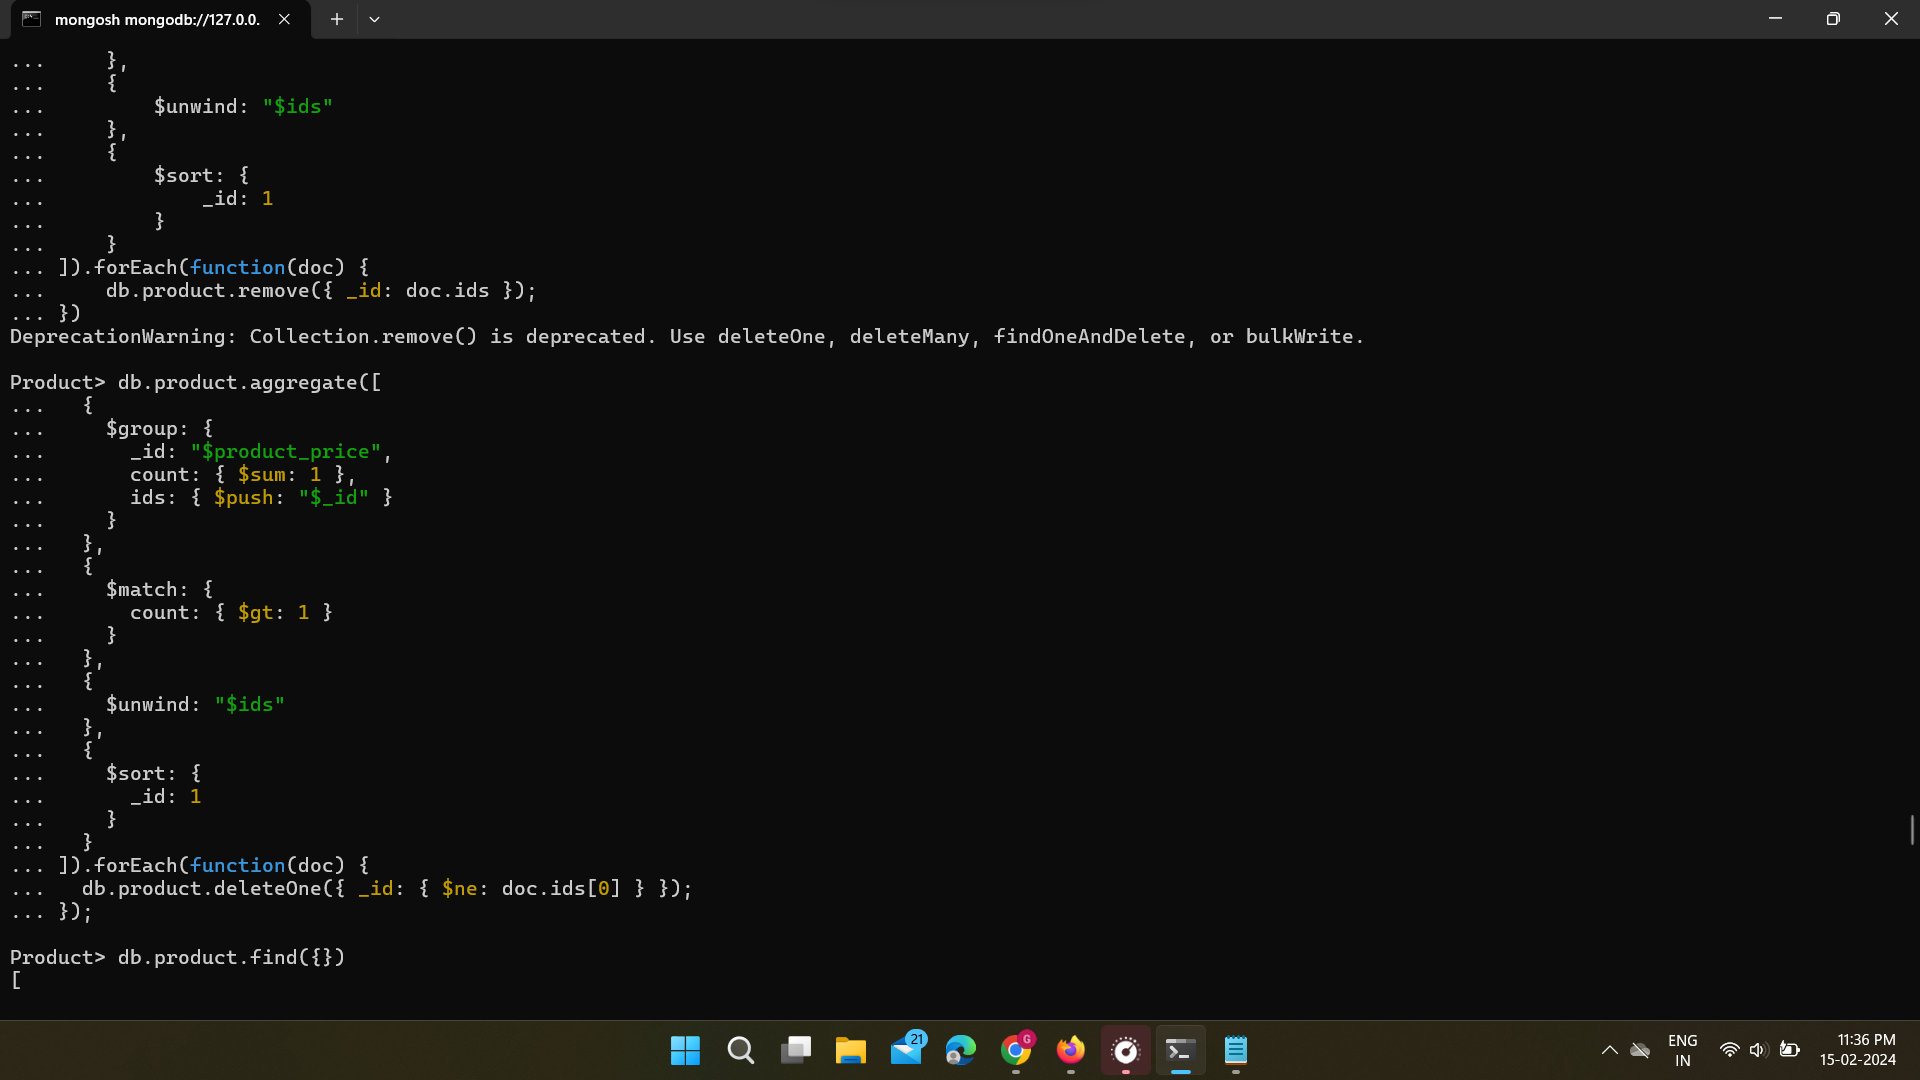 mongosh mongodb://127.0.0.
...     },
...     {
...         $unwind: "$ids"
...     },
...     {
...         $sort: {
...             _id: 1
...         }
...     }
... ]).forEach(function(doc) {
...     db.product.remove({ _id: doc.ids });
... })
DeprecationWarning: Collection.remove() is deprecated. Use deleteOne, deleteMany, findOneAndDelete, or bulkWrite.
Product> db.product.aggregate([
...   {
...     $group: {
...       _id: "$product_price",
...       count: { $sum: 1 },
...       ids: { $push: "$_id" }
...     }
...   },
...   {
...     $match: {
...       count: { $gt: 1 }
...     }
...   },
...   {
...     $unwind: "$ids"
...   },
...   {
...     $sort: {
...       _id: 1
...     }
...   }
... ]).forEach(function(doc) {
...   db.product.deleteOne({ _id: { $ne: doc.ids[0] } });
... });
Product> db.product.find({})
[
21
G
ENG
IN
11:36 PM
15-02-2024